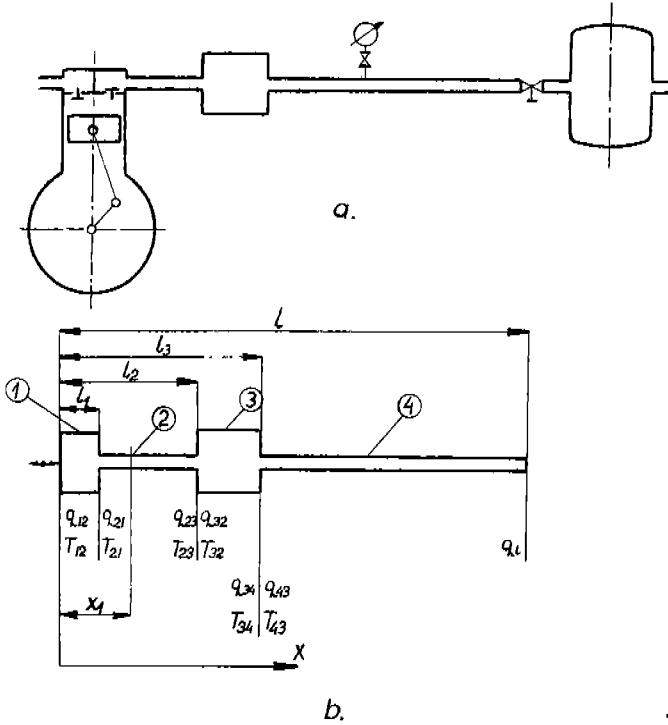 a.
l
l₃
l₂
1
l₁
2
3
4
q₁₂ q₂₁ q₂₃ q₃₂ qₗ
T₁₂ T₂₁ T₂₃ T₃₂
q₃₄ q₄₃
x₁ T₃₄ T₄₃
X
b.